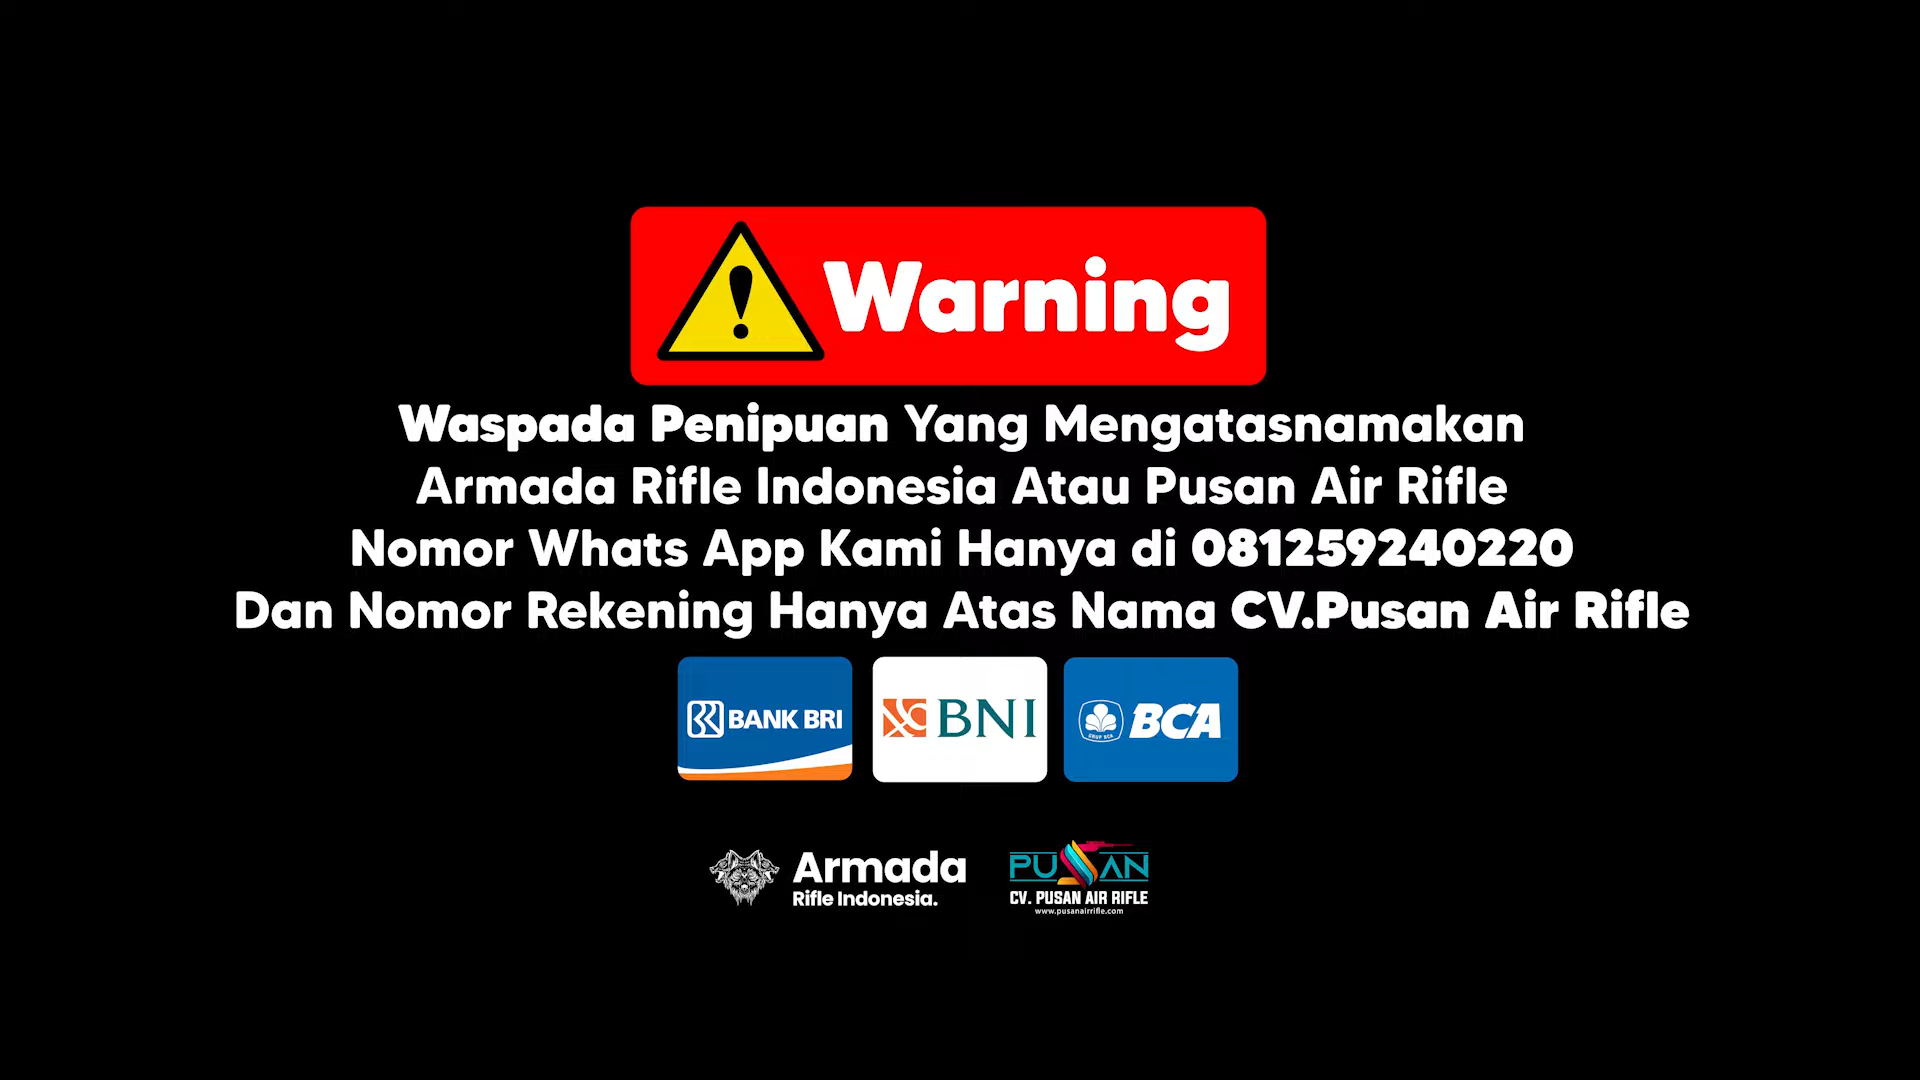 Warning
Waspada Penipuan Yang Mengatasnamakan
Armada Rifle Indonesia Atau Pusan Air Rifle
Nomor Whats App Kami Hanya di 081259240220
Dan Nomor Rekening Hanya Atas Nama CV.Pusan Air Rifle
BANK BRI
BNI
GRUP BCA
BCA
Armada
Rifle Indonesia.
PUSAN
CV. PUSAN AIR RIFLE
www.pusanairrifle.com